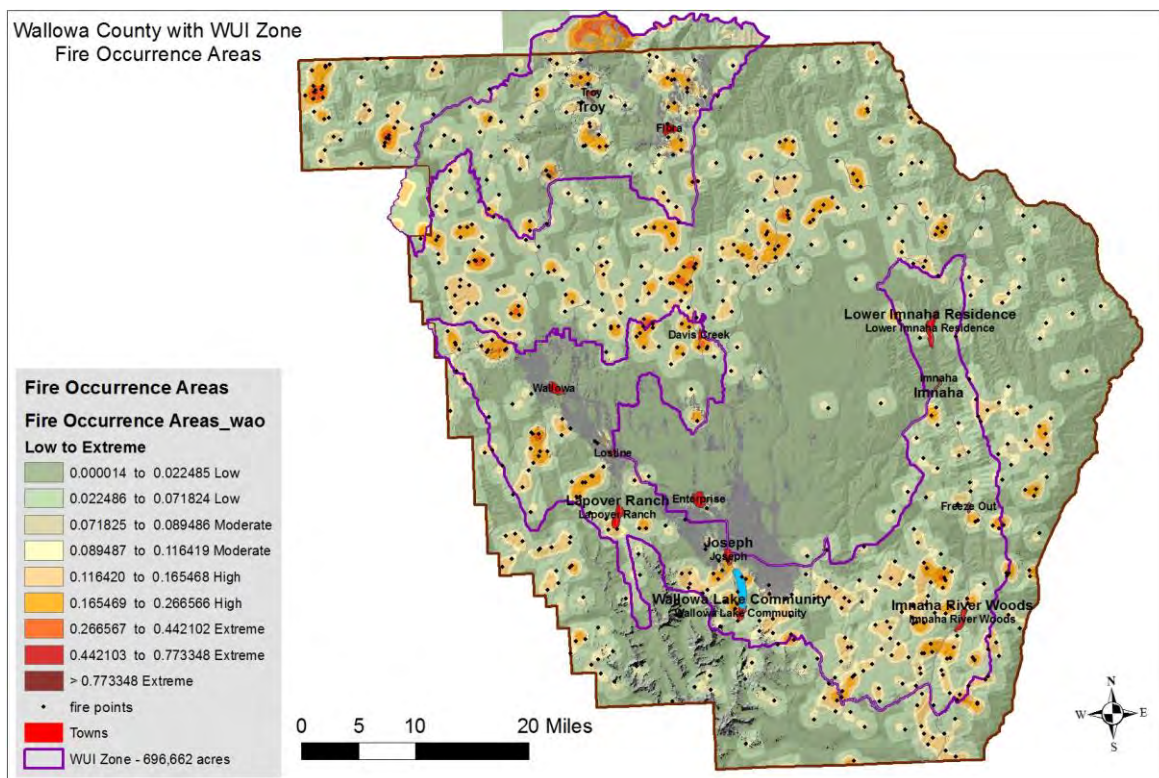 Wallowa County with WUI Zone
Fire Occurrence Areas
Troy
Troy
Flora
Davis Creek
Lower Imnaha Residence
Lower Imnaha Residence
Imnaha
Imnaha
Wallowa
Lostine
Lapover Ranch
Lapover Ranch
Enterprise
Freeze Out
Joseph
Joseph
Wallowa Lake Community
Wallowa Lake Community
Imnaha River Woods
Imnaha River Woods
Fire Occurrence Areas
Fire Occurrence Areas_wao
Low to Extreme
0.000014 to 0.022485 Low
0.022486 to 0.071824 Low
0.071825 to 0.089486 Moderate
0.089487 to 0.116419 Moderate
0.116420 to 0.165468 High
0.165469 to 0.266566 High
0.266567 to 0.442102 Extreme
0.442103 to 0.773348 Extreme
> 0.773348 Extreme
fire points
Towns
WUI Zone - 696,662 acres
0 5 10 20 Miles
N
W E
S